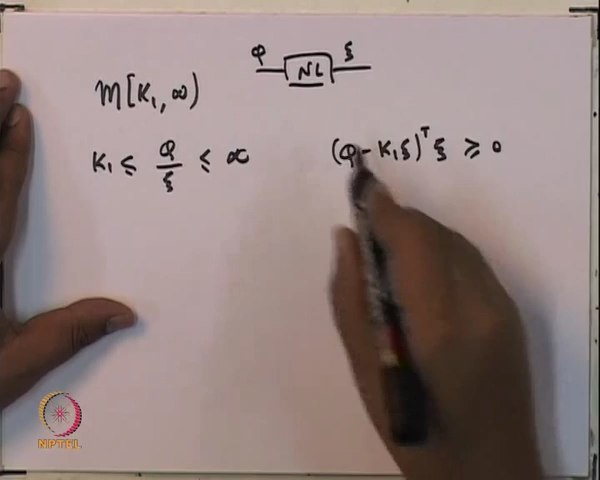 φ NL ξ
m[K₁, ∞)
K₁ ≤ φ/ξ ≤ ∞
(φ - K₁ξ)ᵀ ξ ≥ 0
NPTEL